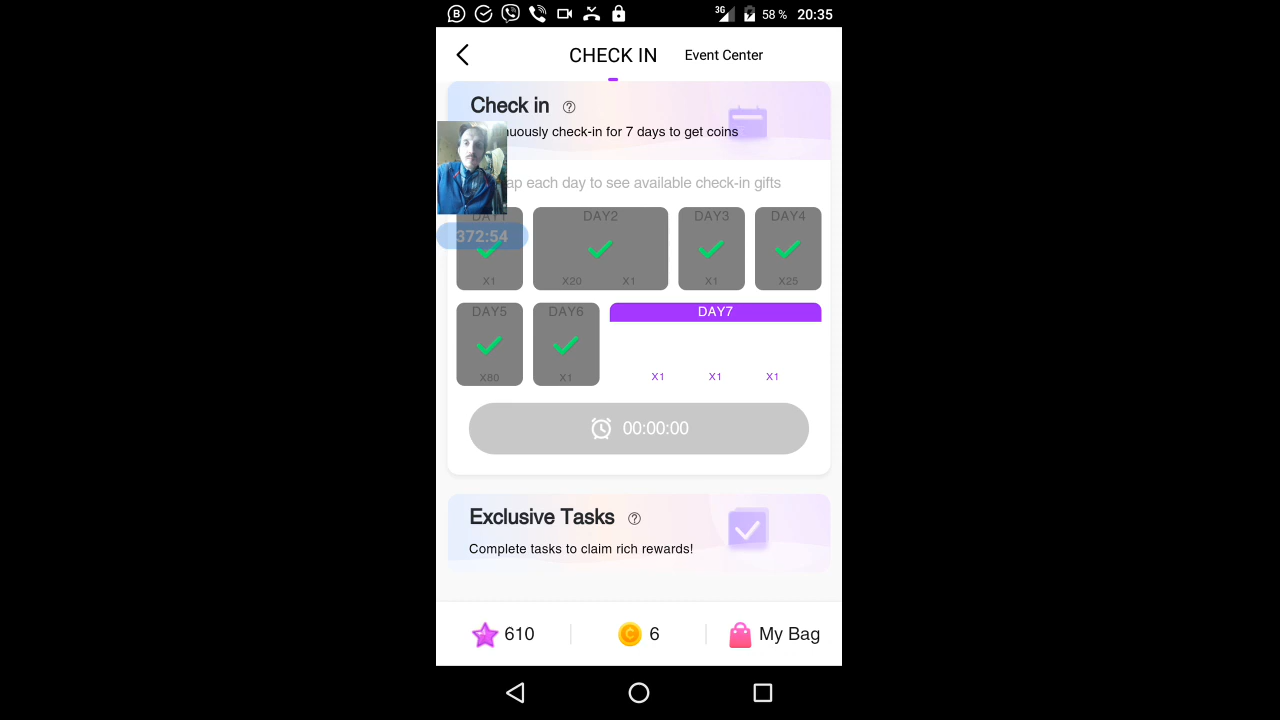 3G 58 % 20:35
CHECK IN Event Center
Check in ?
nuously check-in for 7 days to get coins
ap each day to see available check-in gifts
DAY1 DAY2 DAY3 DAY4
372:54
X1 X20 X1 X1 X25
DAY5 DAY6 DAY7
X80 X1 X1 X1 X1
00:00:00
Exclusive Tasks ?
Complete tasks to claim rich rewards!
610 C 6 My Bag